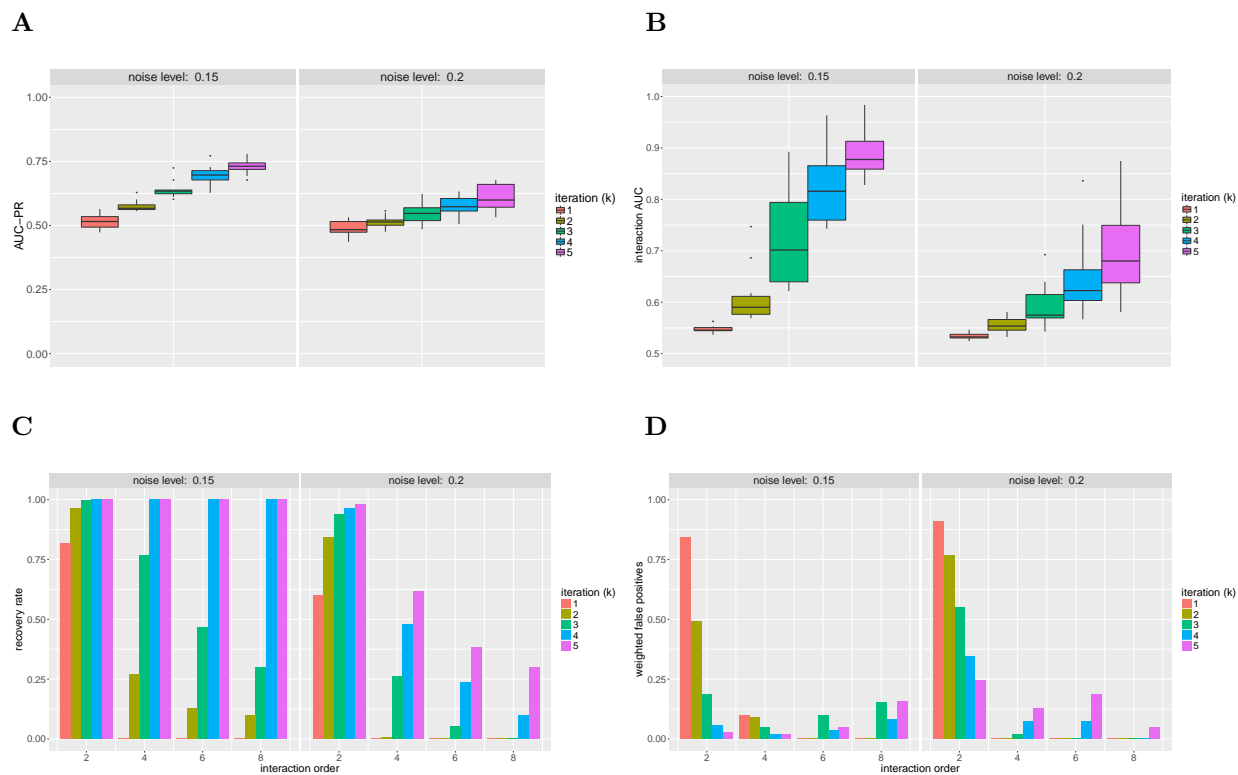 A
noise level: 0.15
noise level: 0.2
1.00
0.75
0.50
0.25
0.00
AUC−PR
iteration (k)
1
2
3
4
5
B
noise level: 0.15
noise level: 0.2
1.0
0.9
0.8
0.7
0.6
0.5
interaction AUC
iteration (k)
1
2
3
4
5
C
noise level: 0.15
noise level: 0.2
1.00
0.75
0.50
0.25
0.00
recovery rate
2 4 6 8 2 4 6 8
interaction order
iteration (k)
1
2
3
4
5
D
noise level: 0.15
noise level: 0.2
1.00
0.75
0.50
0.25
0.00
weighted false positives
2 4 6 8 2 4 6 8
interaction order
iteration (k)
1
2
3
4
5